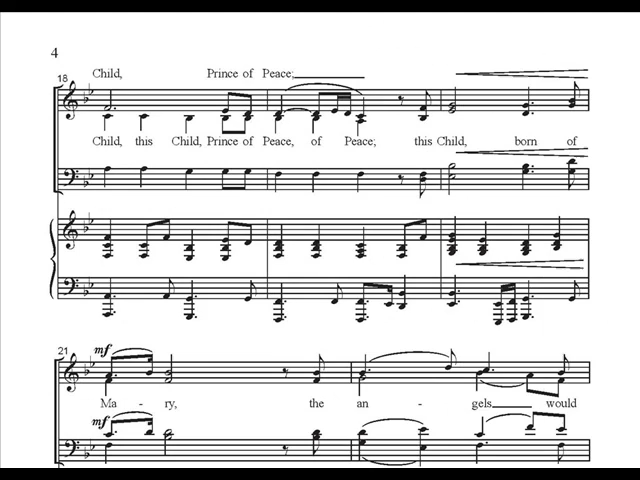 4
18
Child, Prince of Peace;
Child, this Child, Prince of Peace, of Peace; this Child, born of
21
mf
Ma - ry, the an - gels would
mf